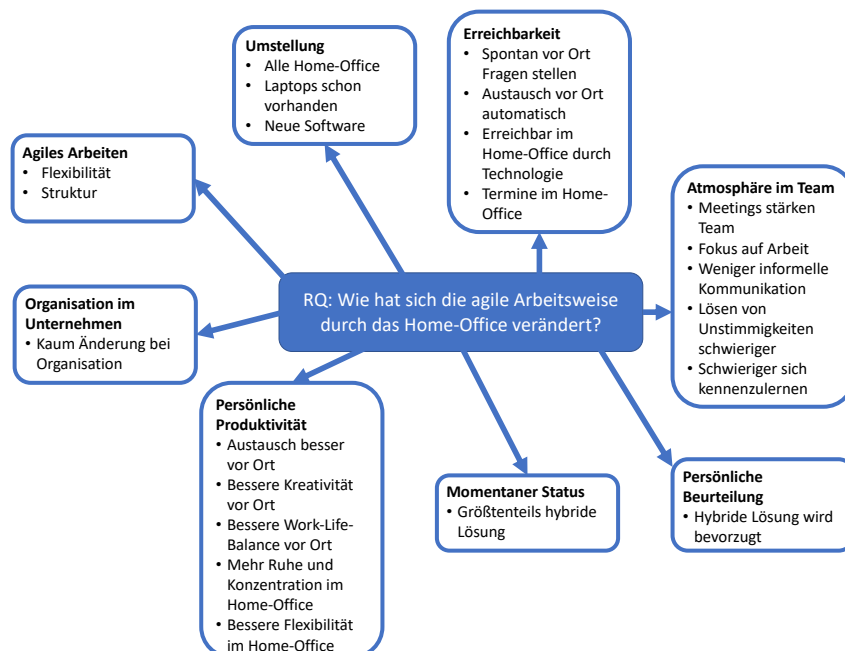 Umstellung
• Alle Home-Office
• Laptops schon
vorhanden
• Neue Software
Erreichbarkeit
• Spontan vor Ort
Fragen stellen
• Austausch vor Ort
automatisch
• Erreichbar im
Home-Office durch
Technologie
• Termine im Home-
Office
Agiles Arbeiten
• Flexibilität
• Struktur
Atmosphäre im Team
• Meetings stärken
Team
• Fokus auf Arbeit
• Weniger informelle
Kommunikation
• Lösen von
Unstimmigkeiten
schwieriger
• Schwieriger sich
kennenzulernen
RQ: Wie hat sich die agile Arbeitsweise
durch das Home-Office verändert?
Organisation im
Unternehmen
• Kaum Änderung bei
Organisation
Persönliche
Produktivität
• Austausch besser
vor Ort
• Bessere Kreativität
vor Ort
• Bessere Work-Life-
Balance vor Ort
• Mehr Ruhe und
Konzentration im
Home-Office
• Bessere Flexibilität
im Home-Office
Momentaner Status
• Größtenteils hybride
Lösung
Persönliche
Beurteilung
• Hybride Lösung wird
bevorzugt